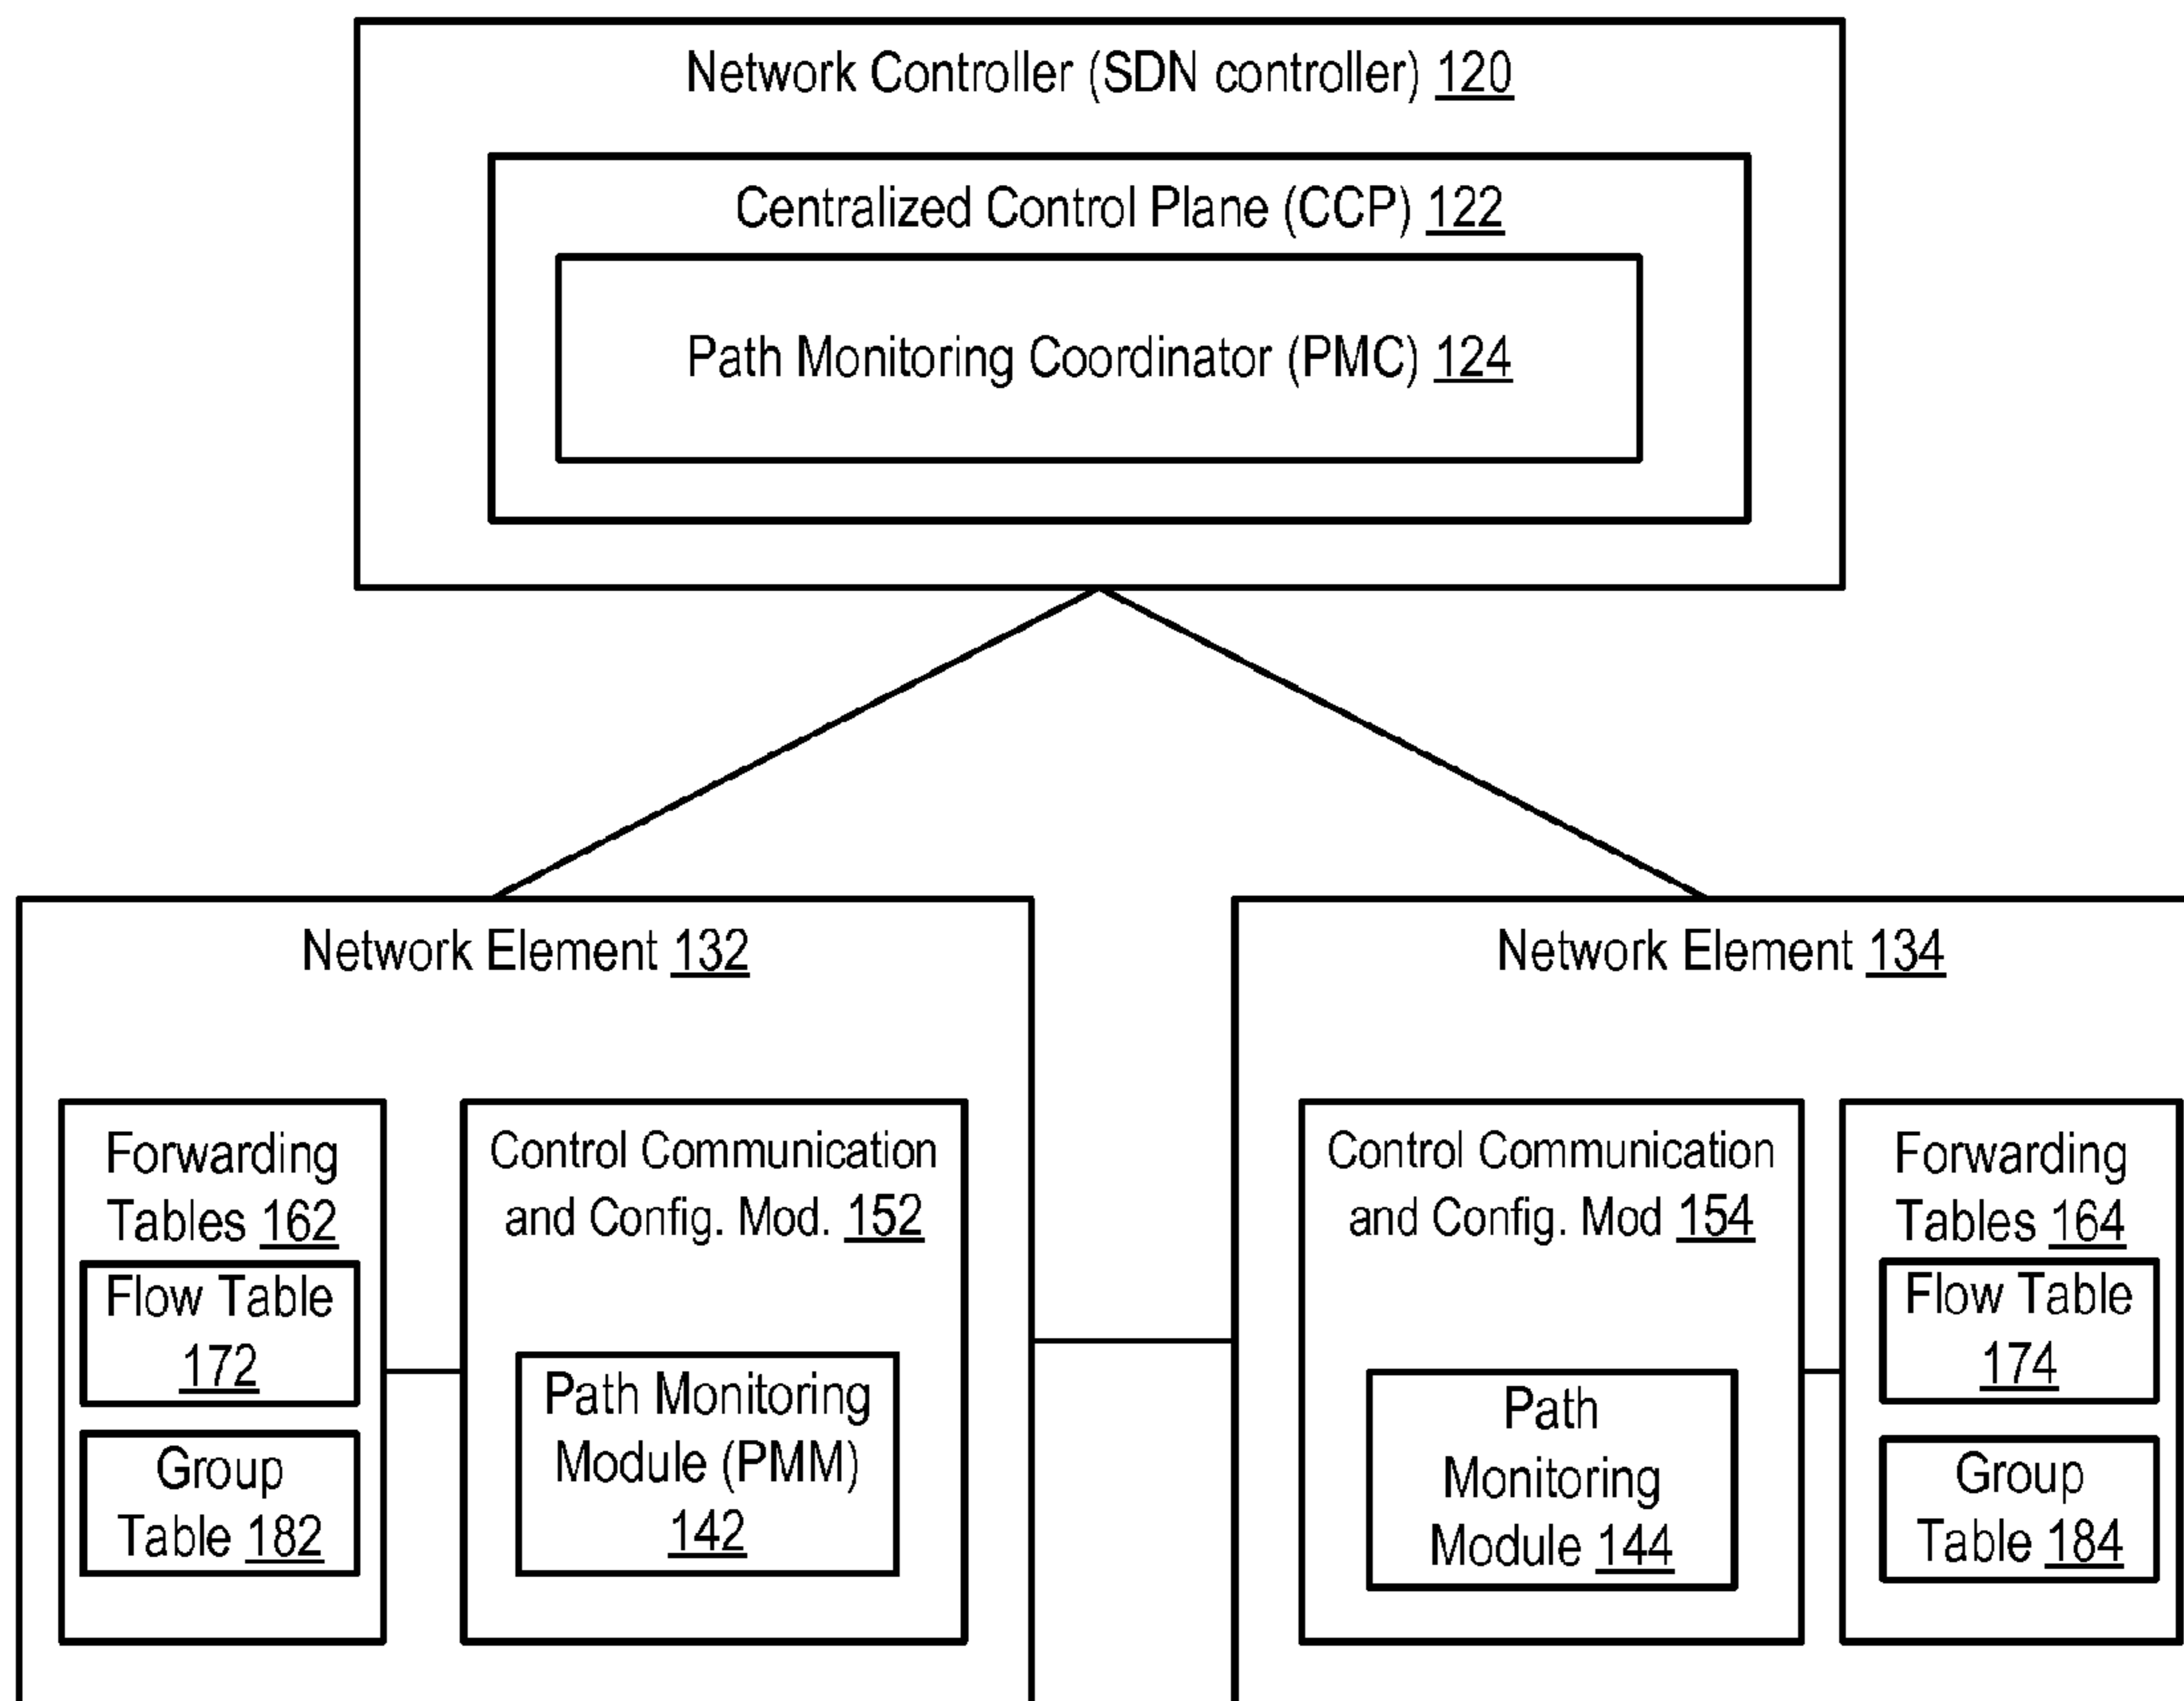 Network Controller (SDN controller) 120
Centralized Control Plane (CCP) 122
Path Monitoring Coordinator (PMC) 124
Network Element 132
Forwarding
Tables 162
Flow Table
172
Group
Table 182
Control Communication
and Config. Mod. 152
Path Monitoring
Module (PMM)
142
Network Element 134
Control Communication
and Config. Mod 154
Path
Monitoring
Module 144
Forwarding
Tables 164
Flow Table
174
Group
Table 184